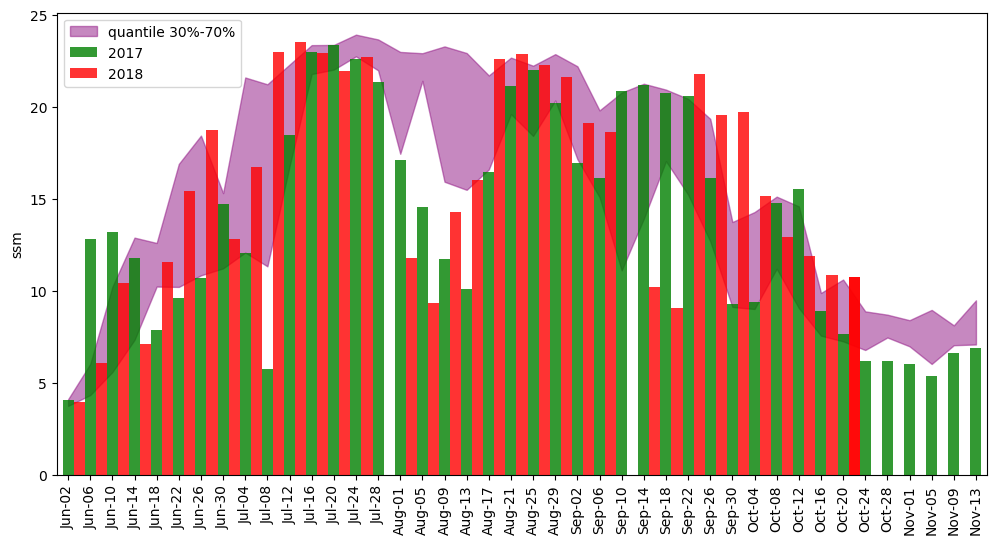 25
20
15
10
5
0
ssm
quantile 30%-70%
2017
2018
Jun-02
Jun-06
Jun-10
Jun-14
Jun-18
Jun-22
Jun-26
Jun-30
Jul-04
Jul-08
Jul-12
Jul-16
Jul-20
Jul-24
Jul-28
Aug-01
Aug-05
Aug-09
Aug-13
Aug-17
Aug-21
Aug-25
Aug-29
Sep-02
Sep-06
Sep-10
Sep-14
Sep-18
Sep-22
Sep-26
Sep-30
Oct-04
Oct-08
Oct-12
Oct-16
Oct-20
Oct-24
Oct-28
Nov-01
Nov-05
Nov-09
Nov-13